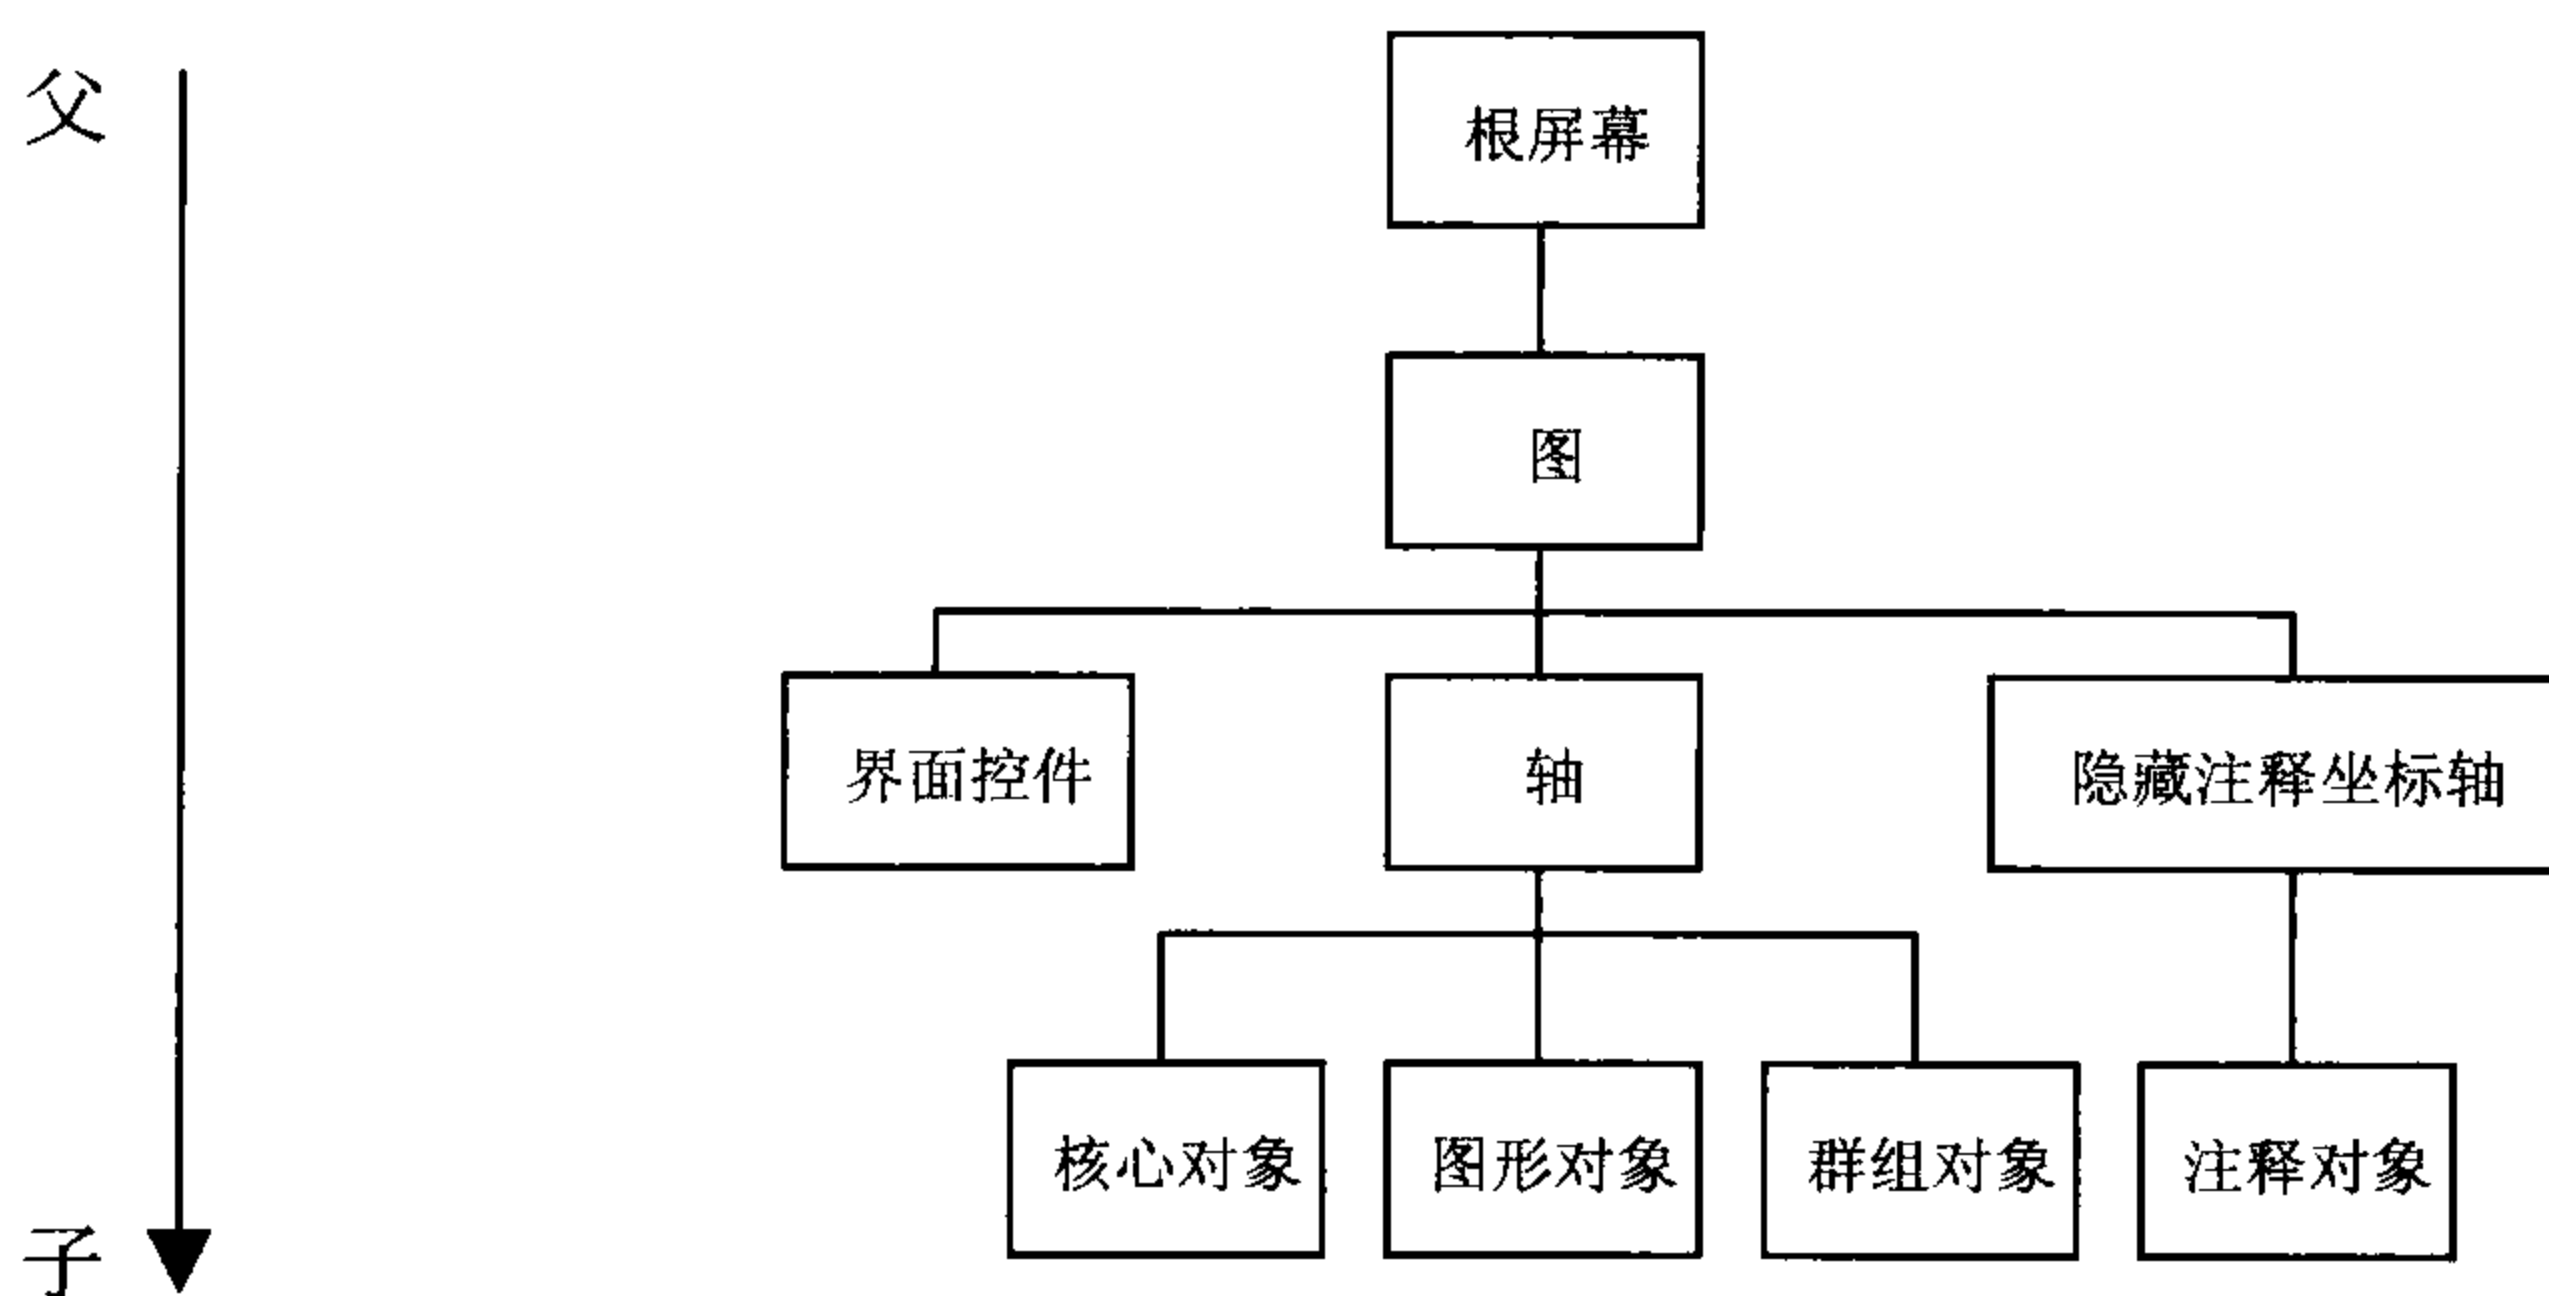 父
根屏幕
图
界面控件
轴
隐藏注释坐标轴
核心对象
图形对象
群组对象
注释对象
子